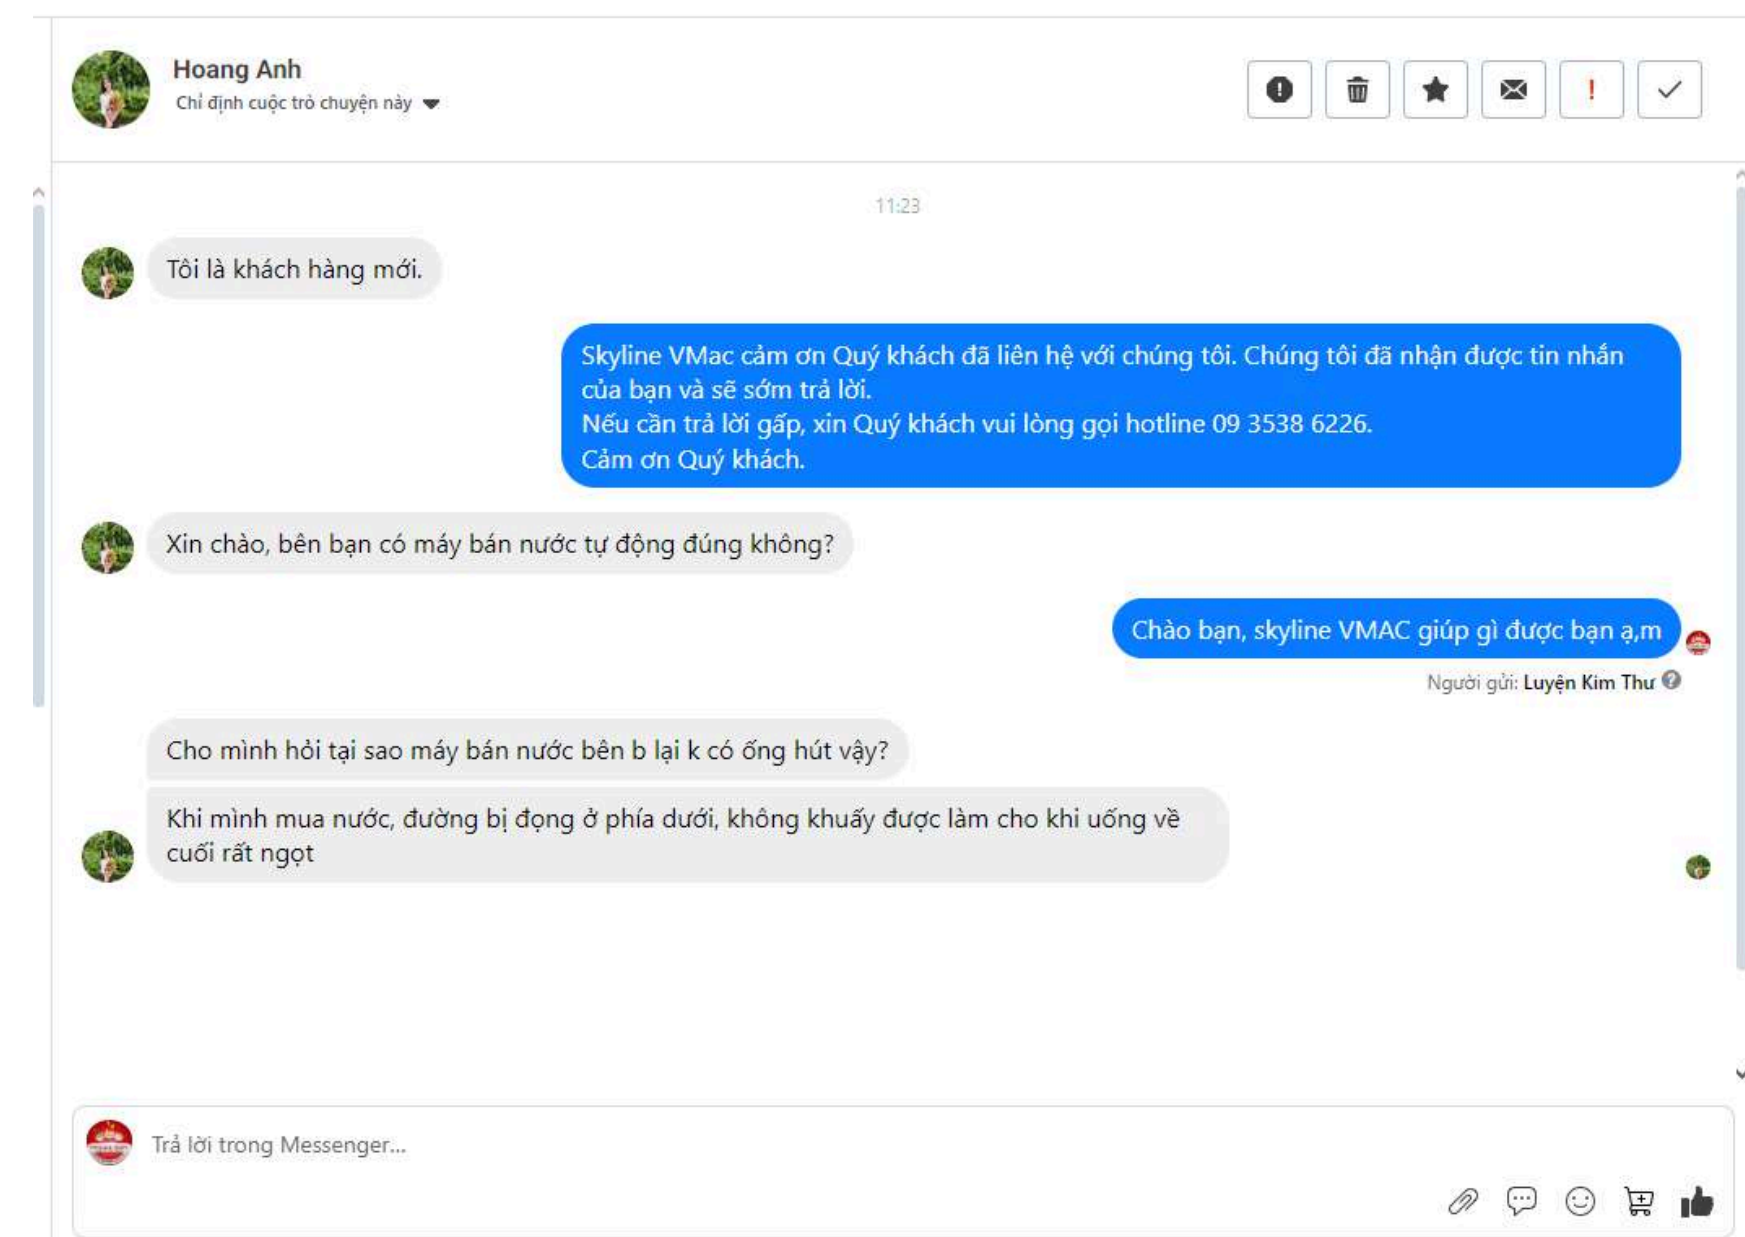 Hoang Anh
Chỉ định cuộc trò chuyện này
11:23
Tôi là khách hàng mới.
Skyline VMac cảm ơn Quý khách đã liên hệ với chúng tôi. Chúng tôi đã nhận được tin nhắn
của bạn và sẽ sớm trả lời.
Nếu cần trả lời gấp, xin Quý khách vui lòng gọi hotline 09 3538 6226.
Cảm ơn Quý khách.
Xin chào, bên bạn có máy bán nước tự động đúng không?
Chào bạn, skyline VMAC giúp gì được bạn ạ,m
Người gửi: Luyện Kim Thư
Cho mình hỏi tại sao máy bán nước bên b lại k có ống hút vậy?
Khi mình mua nước, đường bị đọng ở phía dưới, không khuấy được làm cho khi uống về
cuối rất ngọt
Trả lời trong Messenger...